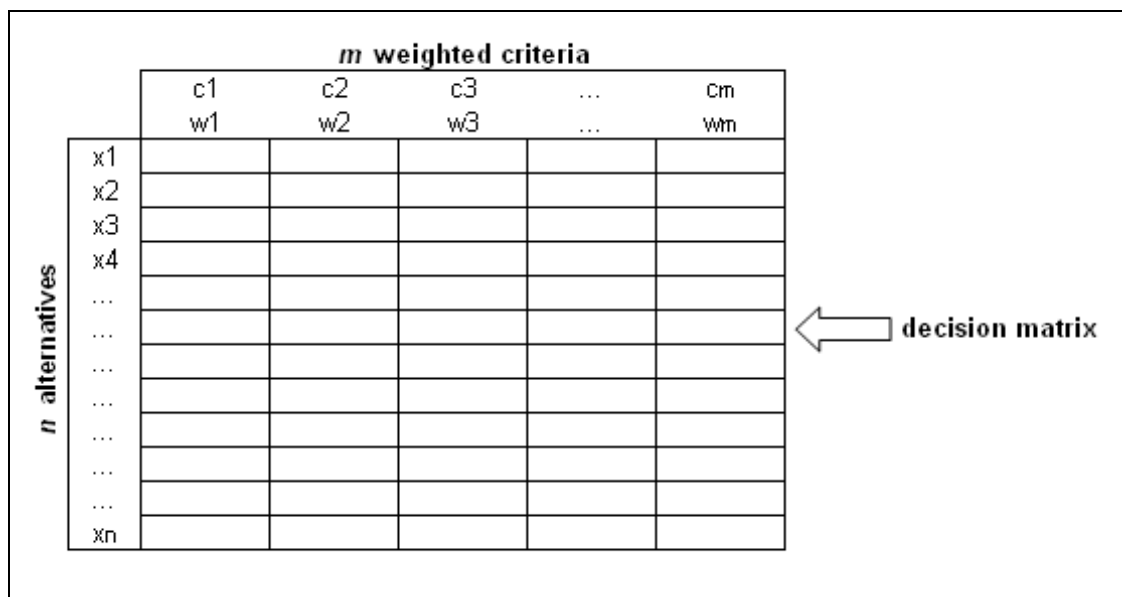 m weighted criteria
c1 c2 c3 ... cm
w1 w2 w3 ... wm
n alternatives
x1
x2
x3
x4
...
...
...
...
...
...
...
xn
decision matrix